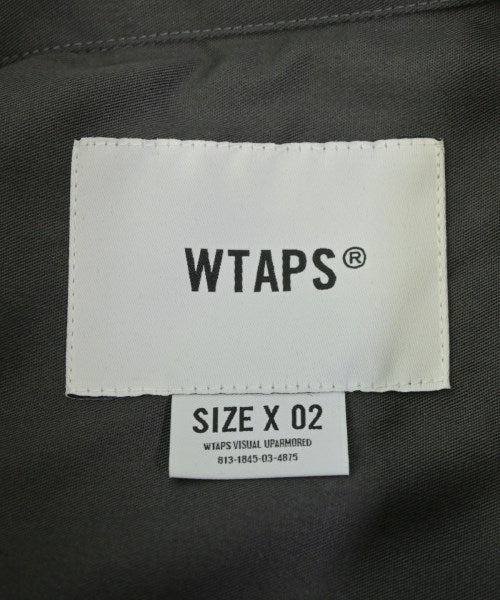 WTAPS®
SIZE X 02
WTAPS VISUAL UPARMORED
813-1845-03-4875